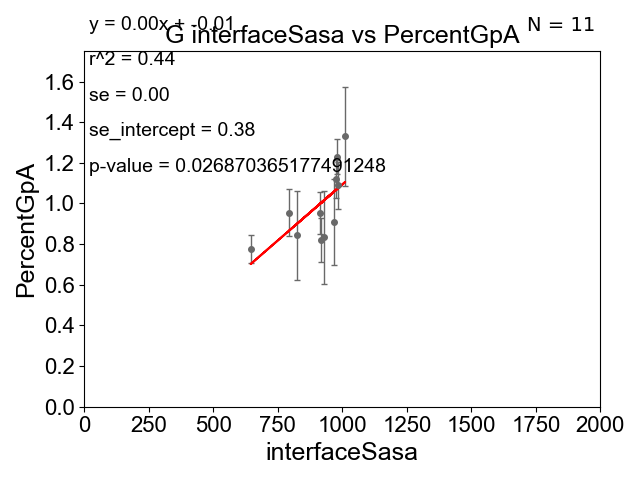 y = 0.00x + -0.01
N = 11
G interfaceSasa vs PercentGpA
r^2 = 0.44
se = 0.00
se_intercept = 0.38
p-value = 0.026870365177491248
PercentGpA
1.6
1.4
1.2
1.0
0.8
0.6
0.4
0.2
0.0
0 250 500 750 1000 1250 1500 1750 2000
interfaceSasa